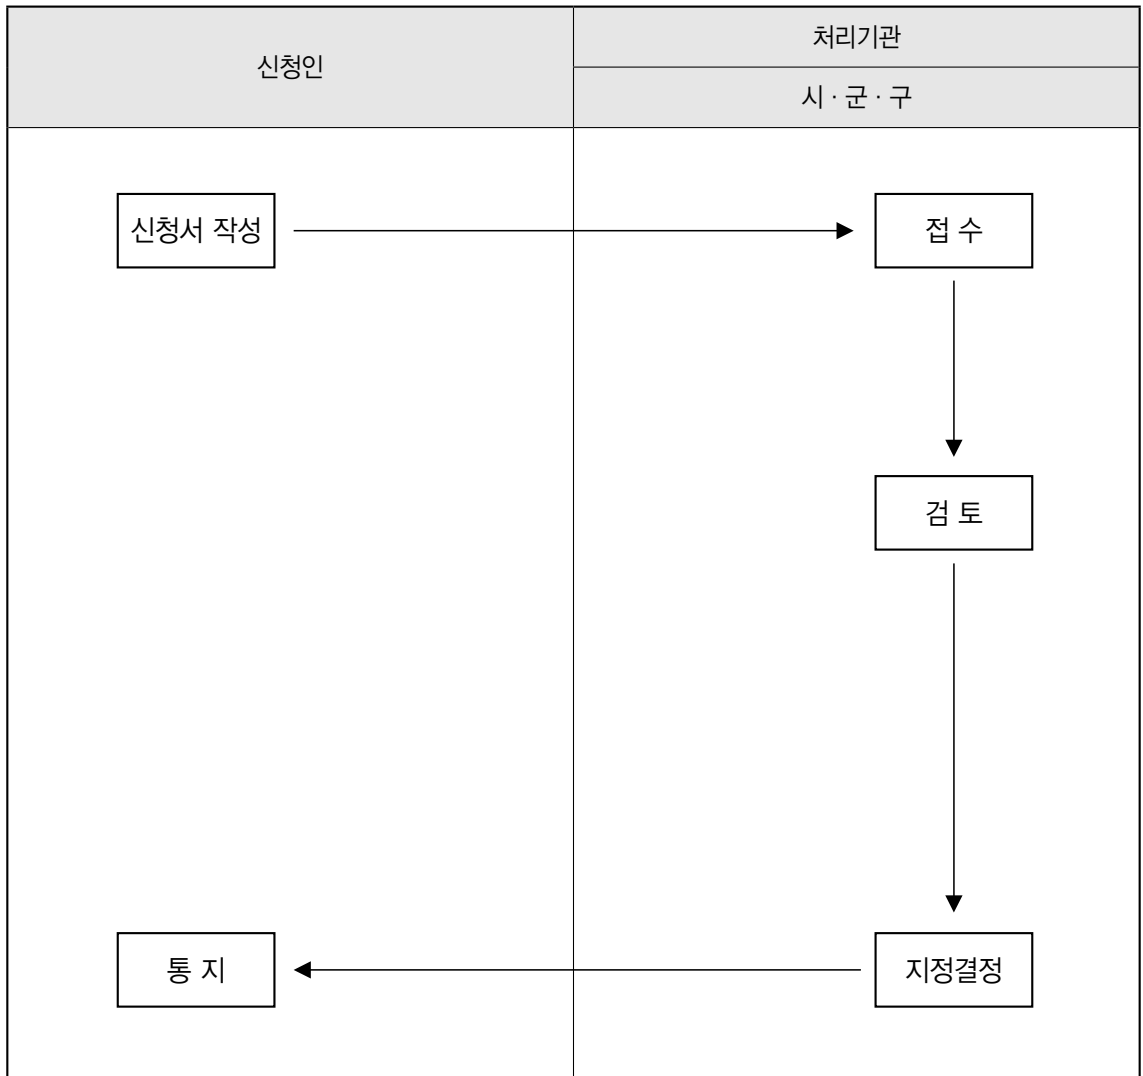 신청인
처리기관
시 · 군 · 구
신청서 작성
접 수
검 토
통 지
지정결정